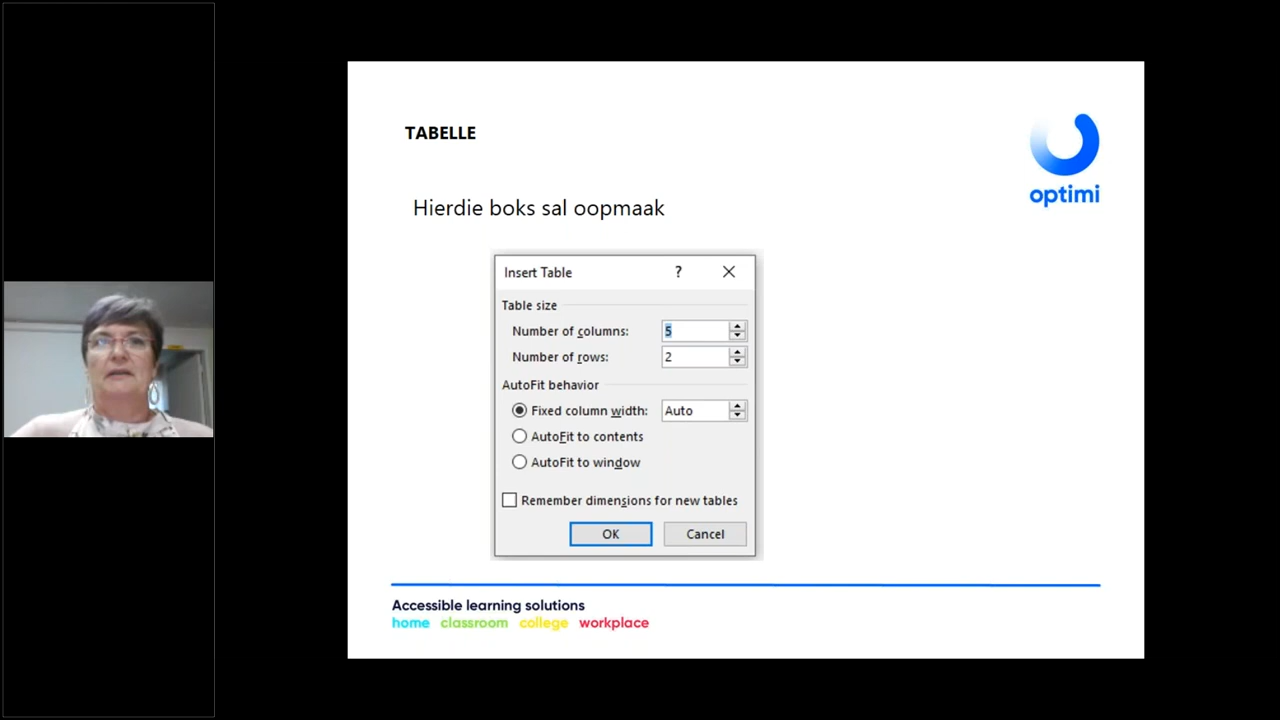 TABELLE
optimi
Hierdie boks sal oopmaak
Insert Table ?
Table size
Number of columns: 5
Number of rows: 2
AutoFit behavior
Fixed column width: Auto
AutoFit to contents
AutoFit to window
Remember dimensions for new tables
OK Cancel
Accessible learning solutions
home classroom college workplace